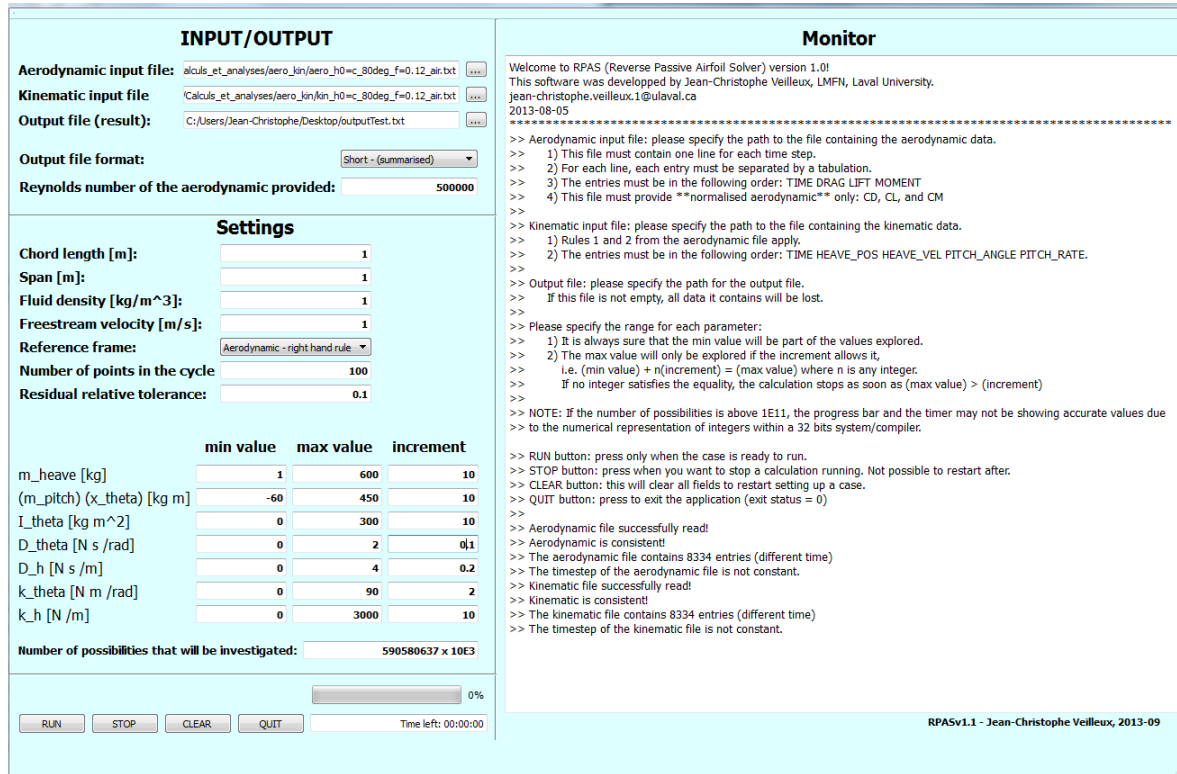 INPUT/OUTPUT
Aerodynamic input file: alculs_et_analyses/aero_kin/aero_h0=c_80deg_f=0.12_air.txt ...
Kinematic input file /Calculs_et_analyses/aero_kin/kin_h0=c_80deg_f=0.12_air.txt ...
Output file (result): C:/Users/Jean-Christophe/Desktop/outputTest.txt ...
Output file format: Short - (summarised)
Reynolds number of the aerodynamic provided: 500000
Settings
Chord length [m]: 1
Span [m]: 1
Fluid density [kg/m^3]: 1
Freestream velocity [m/s]: 1
Reference frame: Aerodynamic - right hand rule
Number of points in the cycle 100
Residual relative tolerance: 0.1
min value max value increment
m_heave [kg] 1 600 10
(m_pitch) (x_theta) [kg m] -60 450 10
I_theta [kg m^2] 0 300 10
D_theta [N s /rad] 0 2 0.1
D_h [N s /m] 0 4 0.2
k_theta [N m /rad] 0 90 2
k_h [N /m] 0 3000 10
Number of possibilities that will be investigated: 590580637 x 10E3
0%
RUN STOP CLEAR QUIT Time left: 00:00:00
Monitor
Welcome to RPAS (Reverse Passive Airfoil Solver) version 1.0!
This software was developped by Jean-Christophe Veilleux, LMFN, Laval University.
jean-christophe.veilleux.1@ulaval.ca
2013-08-05
************************************************************************************************
>> Aerodynamic input file: please specify the path to the file containing the aerodynamic data.
>> 1) This file must contain one line for each time step.
>> 2) For each line, each entry must be separated by a tabulation.
>> 3) The entries must be in the following order: TIME DRAG LIFT MOMENT
>> 4) This file must provide **normalised aerodynamic** only: CD, CL, and CM
>>
>> Kinematic input file: please specify the path to the file containing the kinematic data.
>> 1) Rules 1 and 2 from the aerodynamic file apply.
>> 2) The entries must be in the following order: TIME HEAVE_POS HEAVE_VEL PITCH_ANGLE PITCH_RATE.
>>
>> Output file: please specify the path for the output file.
>> If this file is not empty, all data it contains will be lost.
>>
>> Please specify the range for each parameter:
>> 1) It is always sure that the min value will be part of the values explored.
>> 2) The max value will only be explored if the increment allows it,
>> i.e. (min value) + n(increment) = (max value) where n is any integer.
>> If no integer satisfies the equality, the calculation stops as soon as (max value) > (increment)
>>
>> NOTE: If the number of possibilities is above 1E11, the progress bar and the timer may not be showing accurate values due
>> to the numerical representation of integers within a 32 bits system/compiler.
>> RUN button: press only when the case is ready to run.
>> STOP button: press when you want to stop a calculation running. Not possible to restart after.
>> CLEAR button: this will clear all fields to restart setting up a case.
>> QUIT button: press to exit the application (exit status = 0)
>>
>> Aerodynamic file successfully read!
>> Aerodynamic is consistent!
>> The aerodynamic file contains 8334 entries (different time)
>> The timestep of the aerodynamic file is not constant.
>> Kinematic file successfully read!
>> Kinematic is consistent!
>> The kinematic file contains 8334 entries (different time)
>> The timestep of the kinematic file is not constant.
RPASv1.1 - Jean-Christophe Veilleux, 2013-09